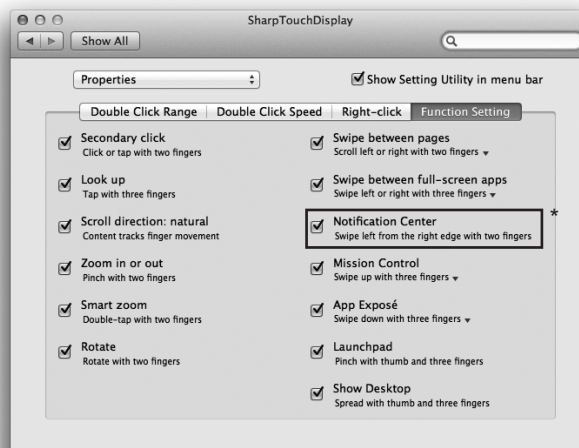 SharpTouchDisplay
Show All
Properties
Show Setting Utility in menu bar
Double Click Range Double Click Speed Right-click Function Setting
Secondary click
Click or tap with two fingers
Look up
Tap with three fingers
Scroll direction: natural
Content tracks finger movement
Zoom in or out
Pinch with two fingers
Smart zoom
Double-tap with two fingers
Rotate
Rotate with two fingers
Swipe between pages
Scroll left or right with two fingers
Swipe between full-screen apps
Swipe left or right with three fingers
Notification Center
Swipe left from the right edge with two fingers
*
Mission Control
Swipe up with three fingers
App Exposé
Swipe down with three fingers
Launchpad
Pinch with thumb and three fingers
Show Desktop
Spread with thumb and three fingers